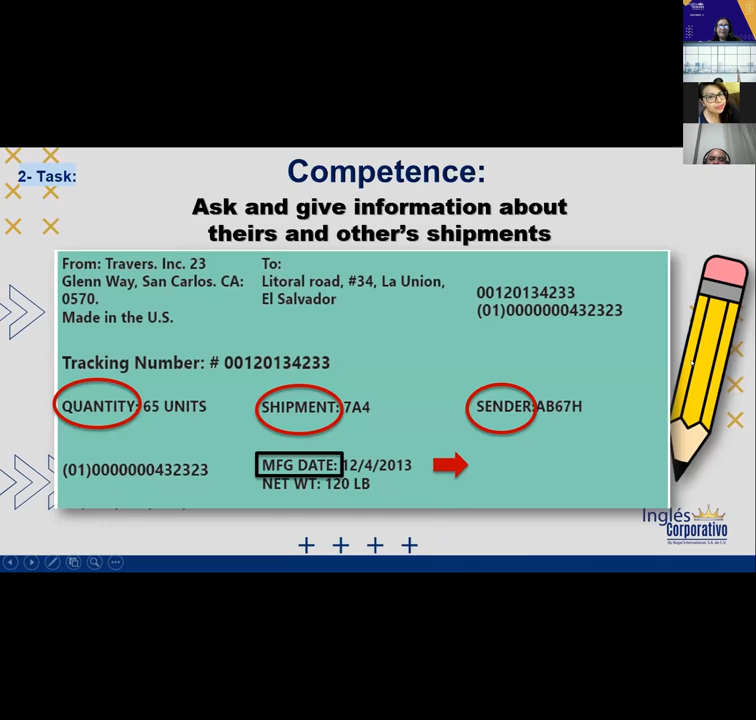 2- Task:
Competence:
Ask and give information about
theirs and other's shipments
From: Travers. Inc. 23
Glenn Way, San Carlos. CA:
0570.
Made in the U.S.
To:
Litoral road, #34, La Union,
El Salvador
00120134233
(01)0000000432323
Tracking Number: # 00120134233
QUANTITY: 65 UNITS
SHIPMENT: 7A4
SENDER: AB67H
(01)0000000432323
MFG DATE: 12/4/2013
NET WT: 120 LB
Inglés
Corporativo